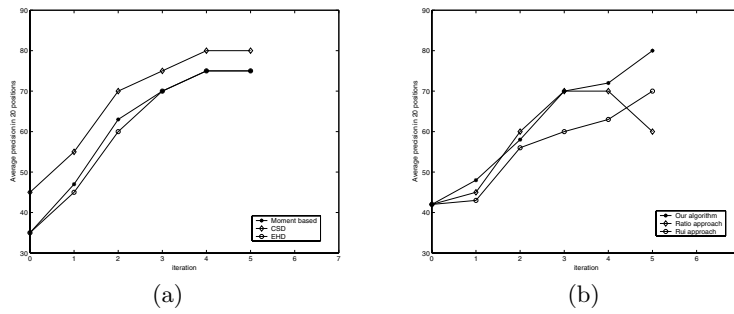 90
80
70
60
50
40
30
Average precision in 20 positions
0 1 2 3 4 5 6 7
Iteration
Moment based
CSD
EHD
(a)
90
80
70
60
50
40
30
Average precision in 20 positions
0 1 2 3 4 5 6 7
Iteration
Our algorithm
Ratio approach
Rui approach
(b)